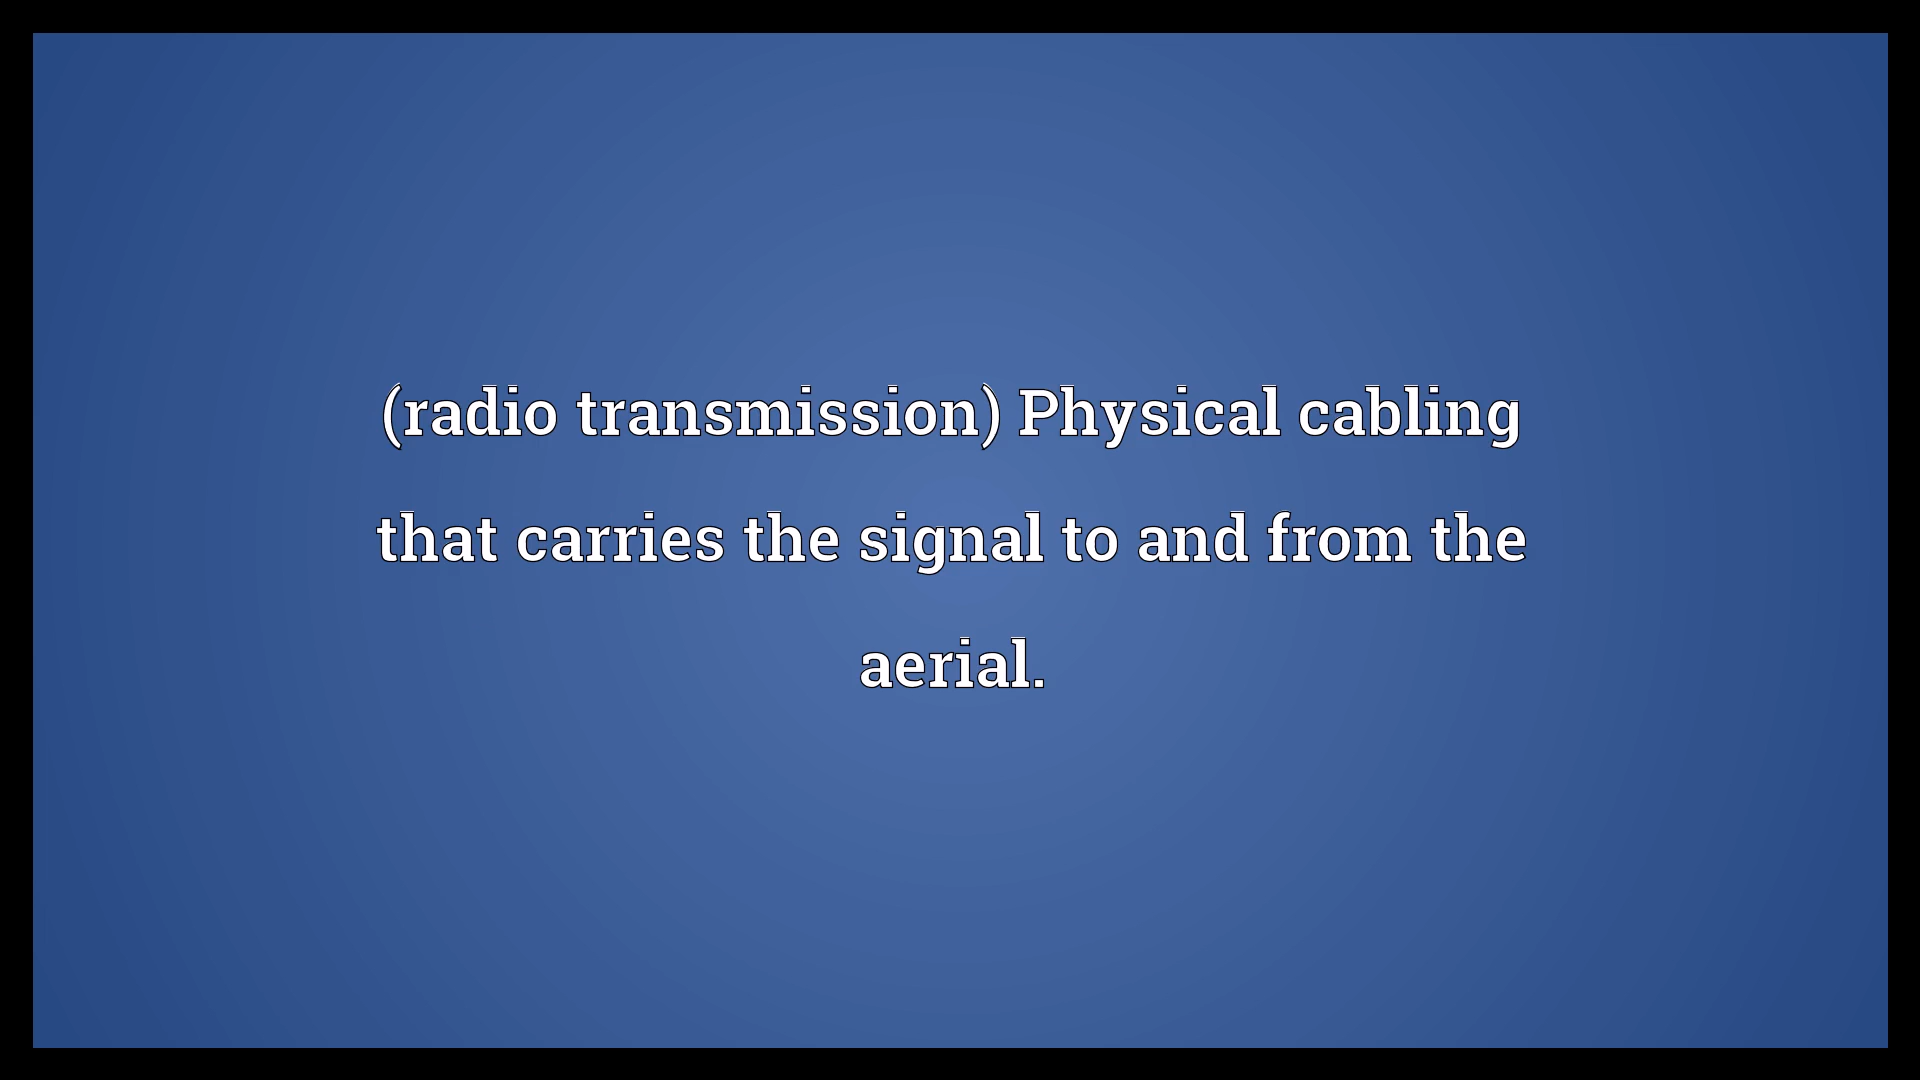 (radio transmission) Physical cabling
that carries the signal to and from the
aerial.